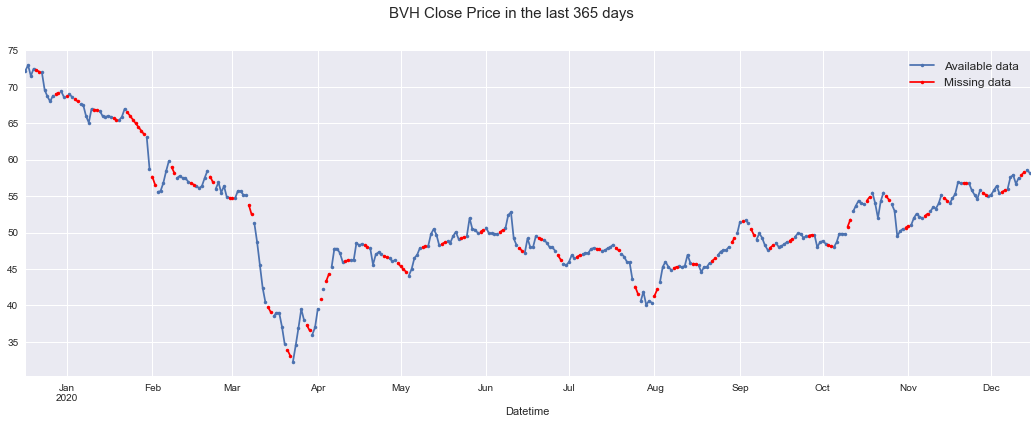 BVH Close Price in the last 365 days
75
70
65
60
55
50
45
40
35
Available data
Missing data
Jan Feb Mar Apr May Jun Jul Aug Sep Oct Nov Dec
2020
Datetime